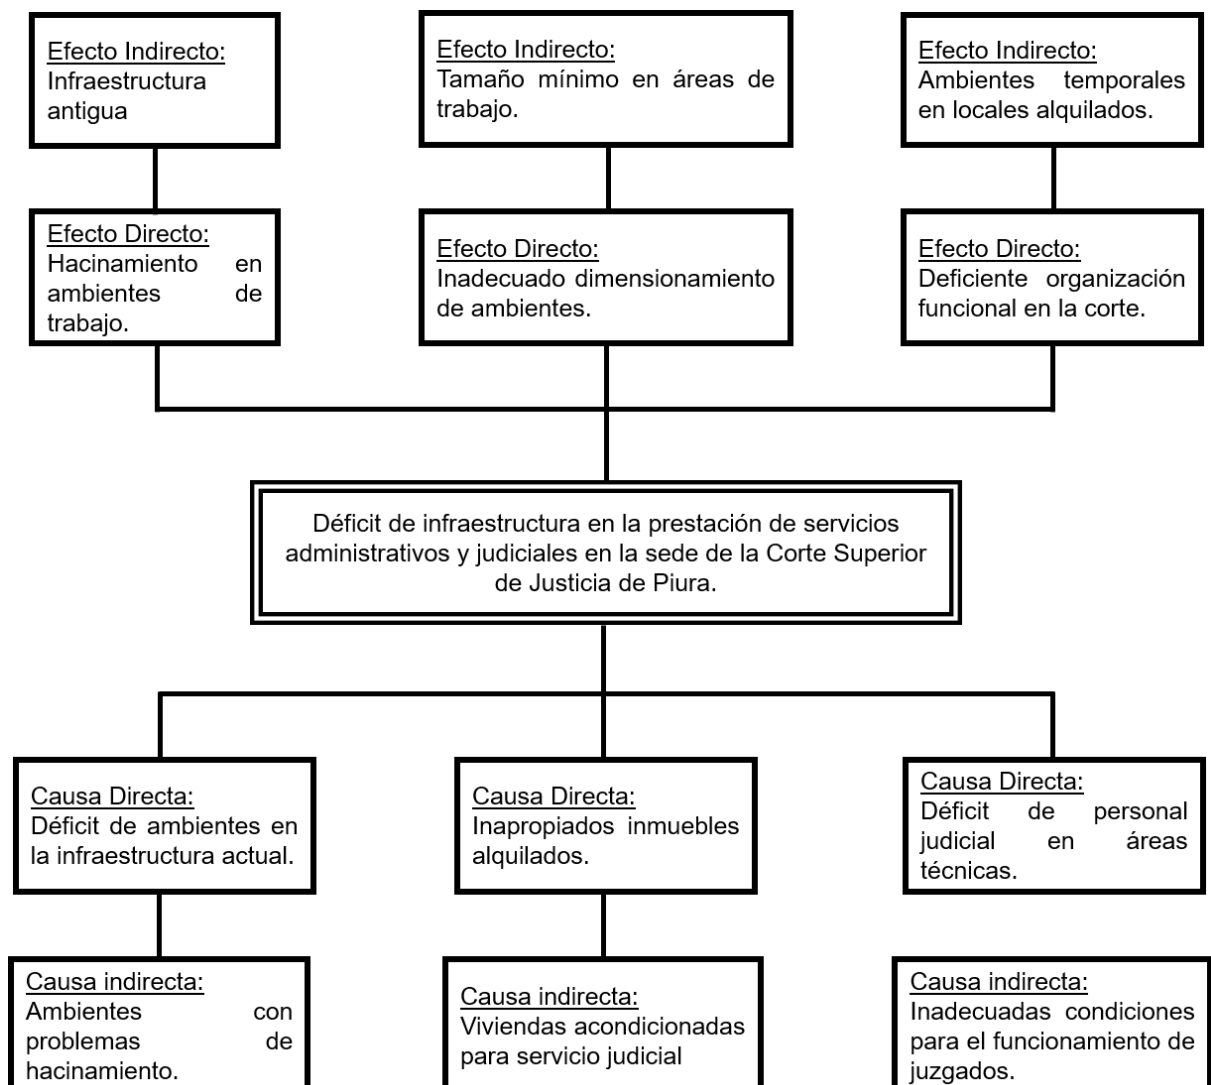 Efecto Indirecto:
Infraestructura
antigua
Efecto Indirecto:
Tamaño mínimo en áreas de
trabajo.
Efecto Indirecto:
Ambientes temporales
en locales alquilados.
Efecto Directo:
Hacinamiento en
ambientes de
trabajo.
Efecto Directo:
Inadecuado dimensionamiento
de ambientes.
Efecto Directo:
Deficiente organización
funcional en la corte.
Déficit de infraestructura en la prestación de servicios
administrativos y judiciales en la sede de la Corte Superior
de Justicia de Piura.
Causa Directa:
Déficit de ambientes en
la infraestructura actual.
Causa Directa:
Inapropiados inmuebles
alquilados.
Causa Directa:
Déficit de personal
judicial en áreas
técnicas.
Causa indirecta:
Ambientes con
problemas de
hacinamiento.
Causa indirecta:
Viviendas acondicionadas
para servicio judicial
Causa indirecta:
Inadecuadas condiciones
para el funcionamiento de
juzgados.